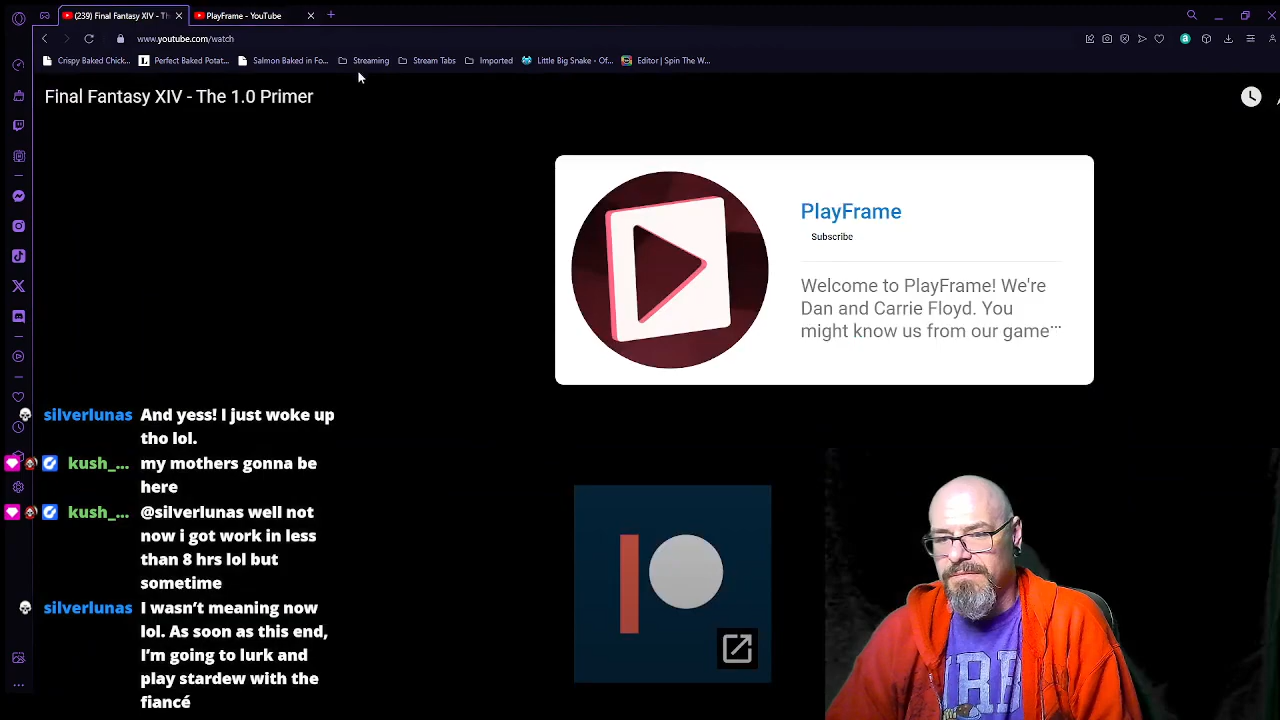 (239) Final Fantasy XIV - Th
PlayFrame - YouTube
www.youtube.com/watch
Crispy Baked Chick...
Perfect Baked Potat...
Salmon Baked in Fo...
Streaming
Stream Tabs
Imported
Little Big Snake - Of...
Editor | Spin The W...
Final Fantasy XIV - The 1.0 Primer
PlayFrame
Subscribe
Welcome to PlayFrame! We're
Dan and Carrie Floyd. You
might know us from our game...
silverlunas And yess! I just woke up
tho lol.
kush_... my mothers gonna be
here
kush_... @silverlunas well not
now i got work in less
than 8 hrs lol but
sometime
silverlunas I wasn’t meaning now
lol. As soon as this end,
I’m going to lurk and
play stardew with the
fiancé